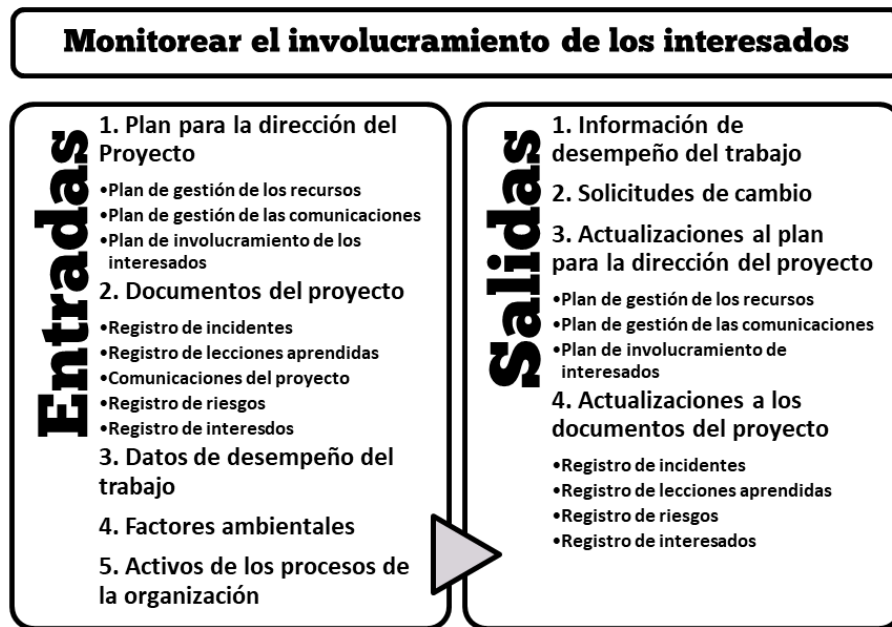 Monitorear el involucramiento de los interesados
Entradas
1. Plan para la dirección del
Proyecto
•Plan de gestión de los recursos
•Plan de gestión de las comunicaciones
•Plan de involucramiento de los
interesados
2. Documentos del proyecto
•Registro de incidentes
•Registro de lecciones aprendidas
•Comunicaciones del proyecto
•Registro de riesgos
•Registro de interesdos
3. Datos de desempeño del
trabajo
4. Factores ambientales
5. Activos de los procesos de
la organización
Salidas
1. Información de
desempeño del trabajo
2. Solicitudes de cambio
3. Actualizaciones al plan
para la dirección del proyecto
•Plan de gestión de los recursos
•Plan de gestión de las comunicaciones
•Plan de involucramiento de
interesados
4. Actualizaciones a los
documentos del proyecto
•Registro de incidentes
•Registro de lecciones aprendidas
•Registro de riesgos
•Registro de interesados